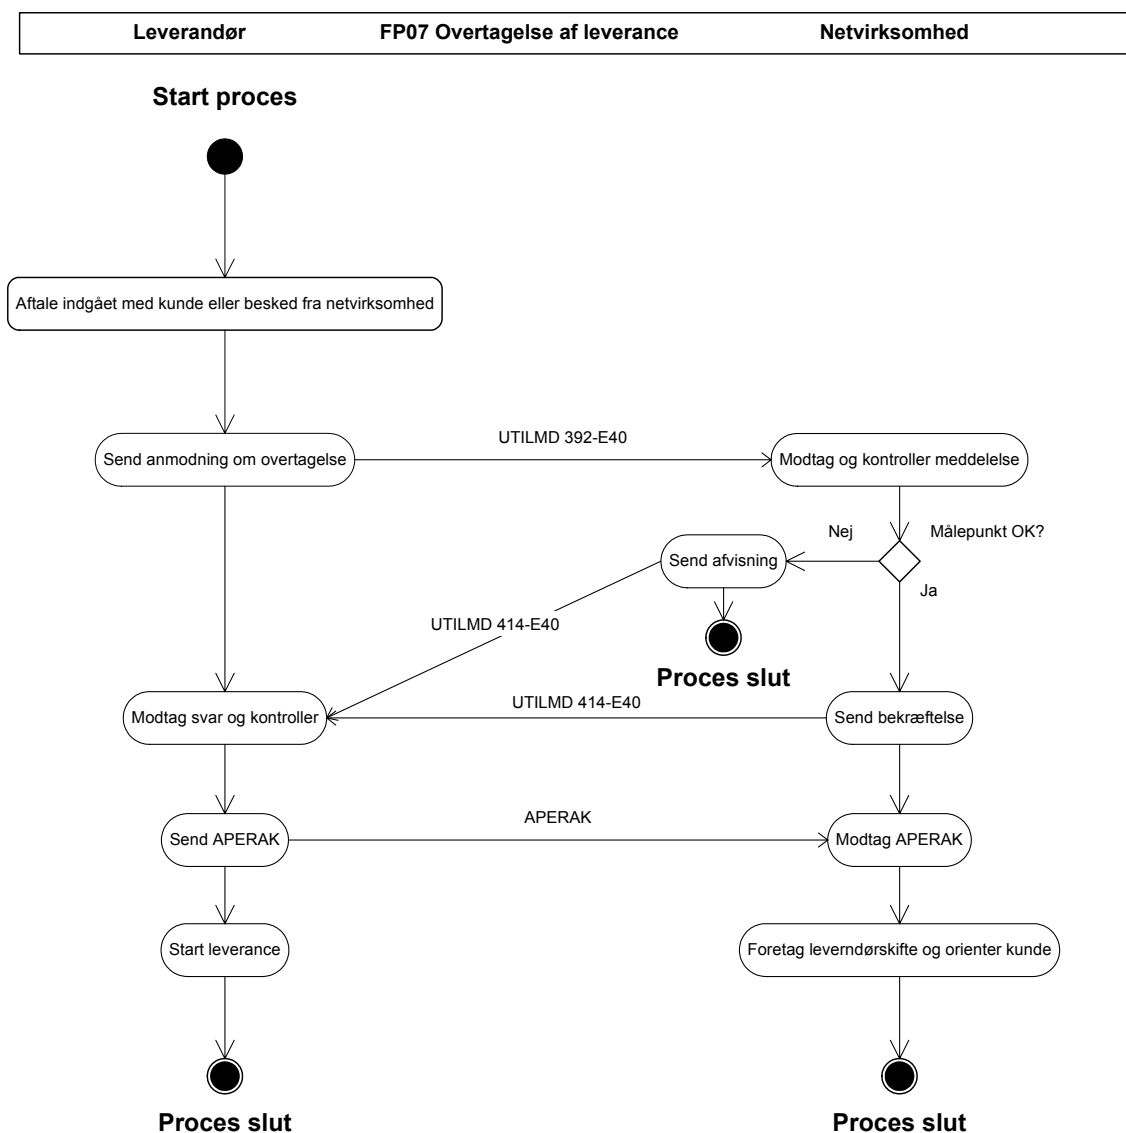 Leverandør FP07 Overtagelse af leverance Netvirksomhed
Start proces
Aftale indgået med kunde eller besked fra netvirksomhed
UTILMD 392-E40
Send anmodning om overtagelse
Modtag og kontroller meddelelse
Nej
Målepunkt OK?
Send afvisning
Ja
UTILMD 414-E40
Proces slut
UTILMD 414-E40
Modtag svar og kontroller
Send bekræftelse
APERAK
Send APERAK
Modtag APERAK
Start leverance
Foretag leverndørskifte og orienter kunde
Proces slut
Proces slut